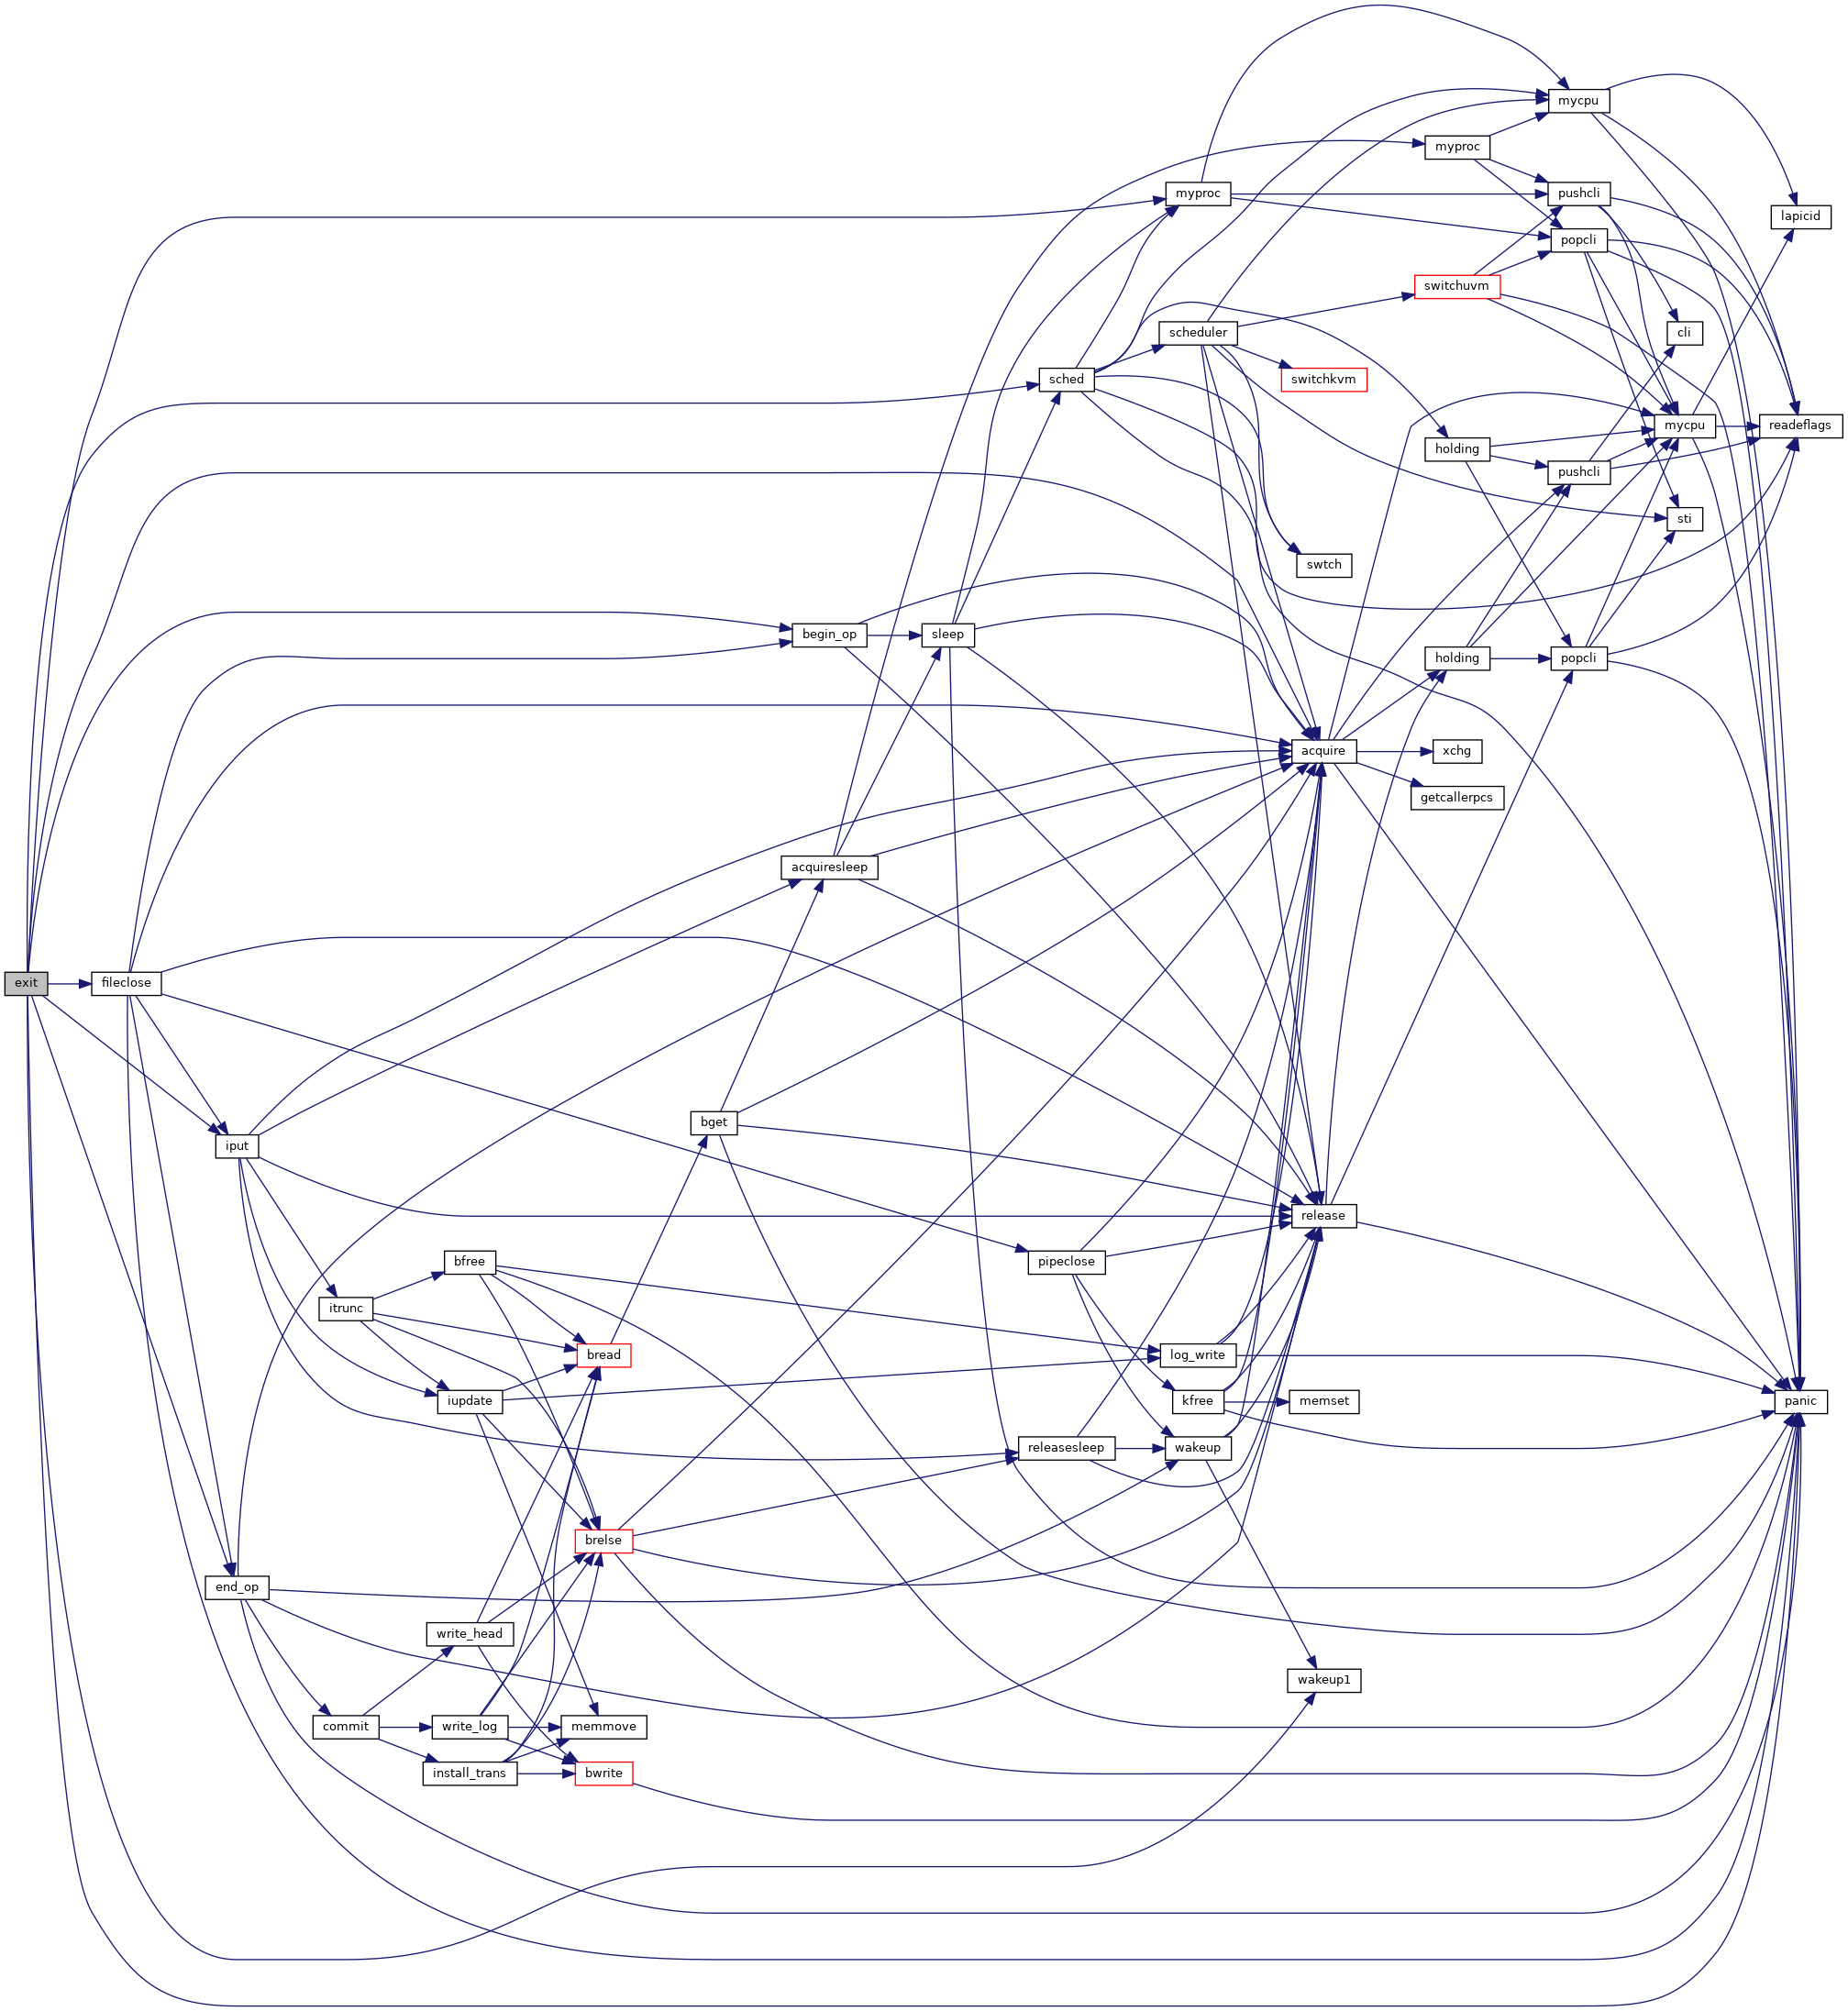 mycpu
myproc
myproc
pushcli
lapicid
popcli
switchuvm
scheduler
cli
sched
switchkvm
mycpu
readeflags
holding
pushcli
sti
swtch
begin_op
sleep
holding
popcli
acquire
xchg
getcallerpcs
acquiresleep
exit
fileclose
bget
iput
release
bfree
pipeclose
itrunc
bread
log_write
iupdate
kfree
memset
panic
releasesleep
wakeup
brelse
end_op
write_head
wakeup1
commit
write_log
memmove
install_trans
bwrite